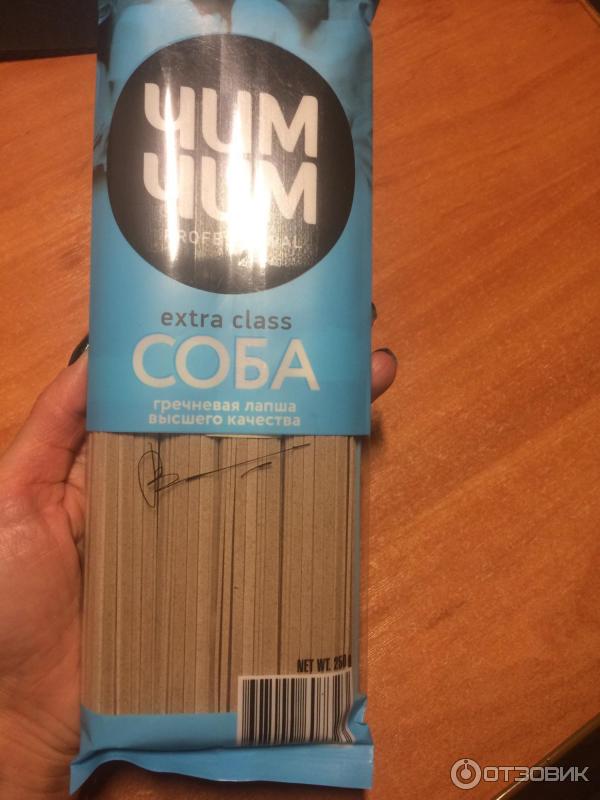 ЧИМ
ЧИМ
PROFESSIONAL
extra class
СОБА
гречневая лапша
высшего качества
NET WT. 250
ОТЗОВИК